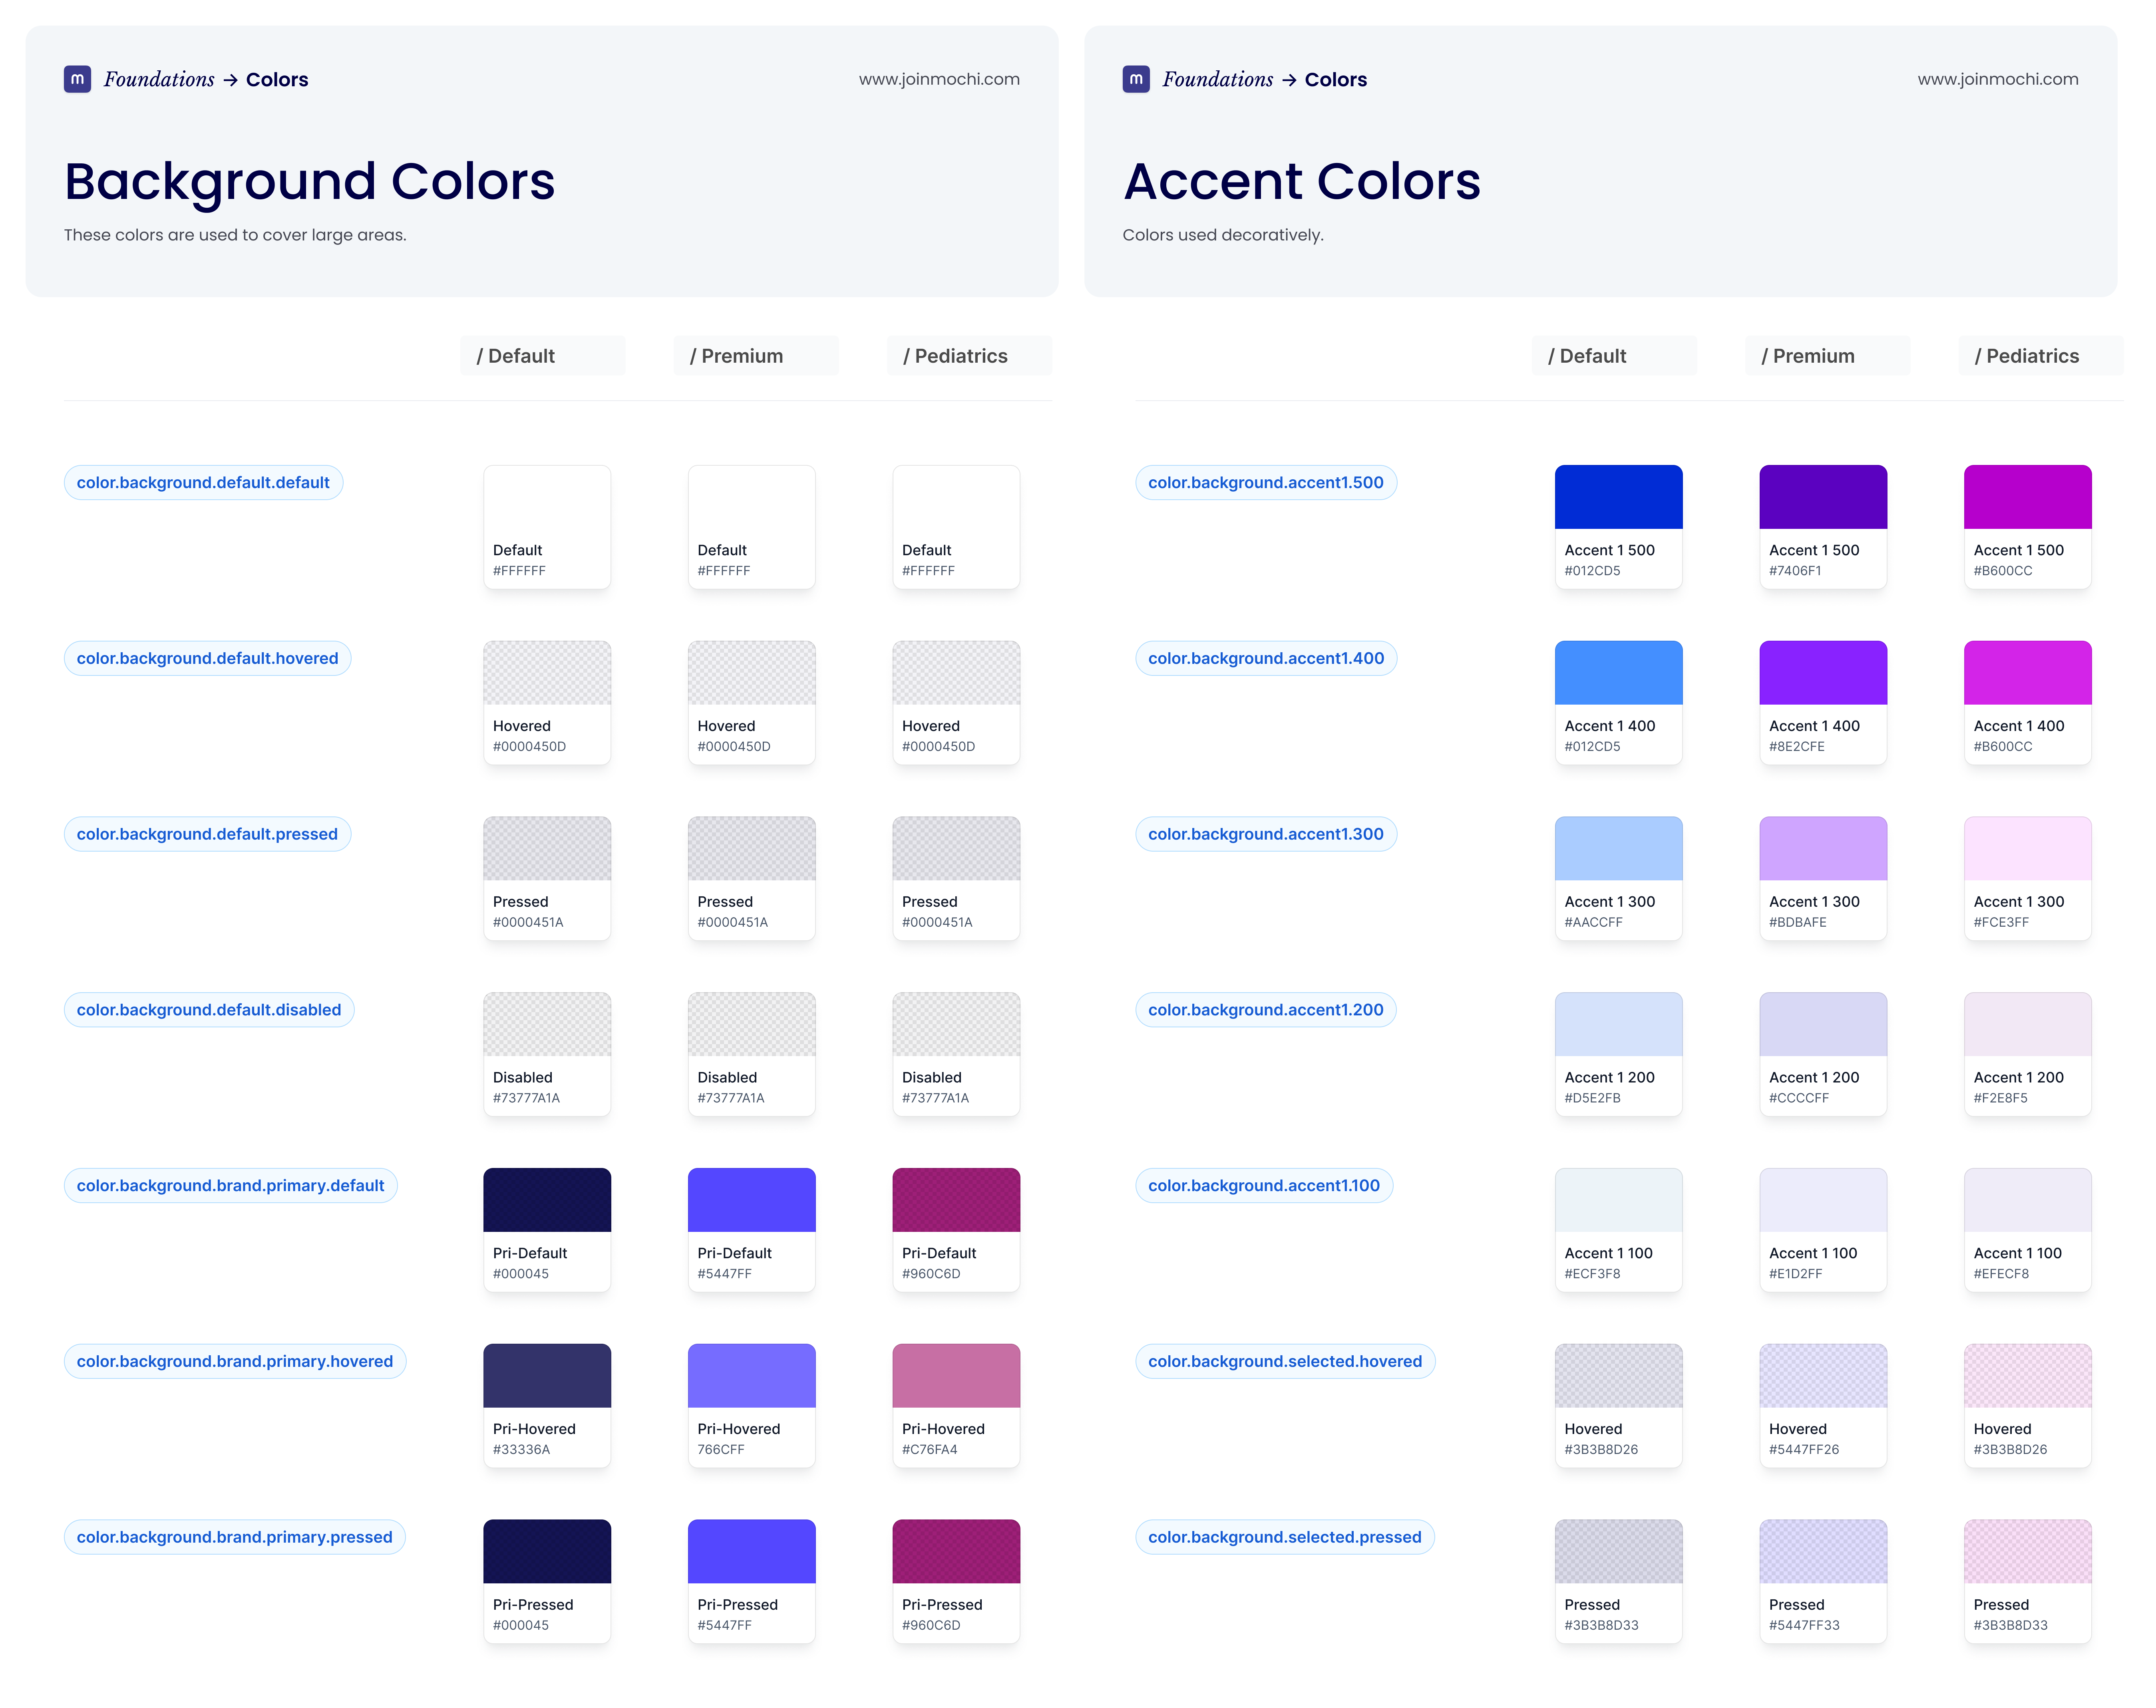 m Foundations → Colors
www.joinmochi.com
Background Colors
These colors are used to cover large areas.
/ Default
/ Premium
/ Pediatrics
color.background.default.default
Default
#FFFFFF
Default
#FFFFFF
Default
#FFFFFF
color.background.default.hovered
Hovered
#0000450D
Hovered
#0000450D
Hovered
#0000450D
color.background.default.pressed
Pressed
#0000451A
Pressed
#0000451A
Pressed
#0000451A
color.background.default.disabled
Disabled
#73777A1A
Disabled
#73777A1A
Disabled
#73777A1A
color.background.brand.primary.default
Pri-Default
#000045
Pri-Default
#5447FF
Pri-Default
#960C6D
color.background.brand.primary.hovered
Pri-Hovered
#33336A
Pri-Hovered
766CFF
Pri-Hovered
#C76FA4
color.background.brand.primary.pressed
Pri-Pressed
#000045
Pri-Pressed
#5447FF
Pri-Pressed
#960C6D
m Foundations → Colors
www.joinmochi.com
Accent Colors
Colors used decoratively.
/ Default
/ Premium
/ Pediatrics
color.background.accent1.500
Accent 1 500
#012CD5
Accent 1 500
#7406F1
Accent 1 500
#B600CC
color.background.accent1.400
Accent 1 400
#012CD5
Accent 1 400
#8E2CFE
Accent 1 400
#B600CC
color.background.accent1.300
Accent 1 300
#AACCFF
Accent 1 300
#BDBAFE
Accent 1 300
#FCE3FF
color.background.accent1.200
Accent 1 200
#D5E2FB
Accent 1 200
#CCCCFF
Accent 1 200
#F2E8F5
color.background.accent1.100
Accent 1 100
#ECF3F8
Accent 1 100
#E1D2FF
Accent 1 100
#EFECF8
color.background.selected.hovered
Hovered
#3B3B8D26
Hovered
#5447FF26
Hovered
#3B3B8D26
color.background.selected.pressed
Pressed
#3B3B8D33
Pressed
#5447FF33
Pressed
#3B3B8D33